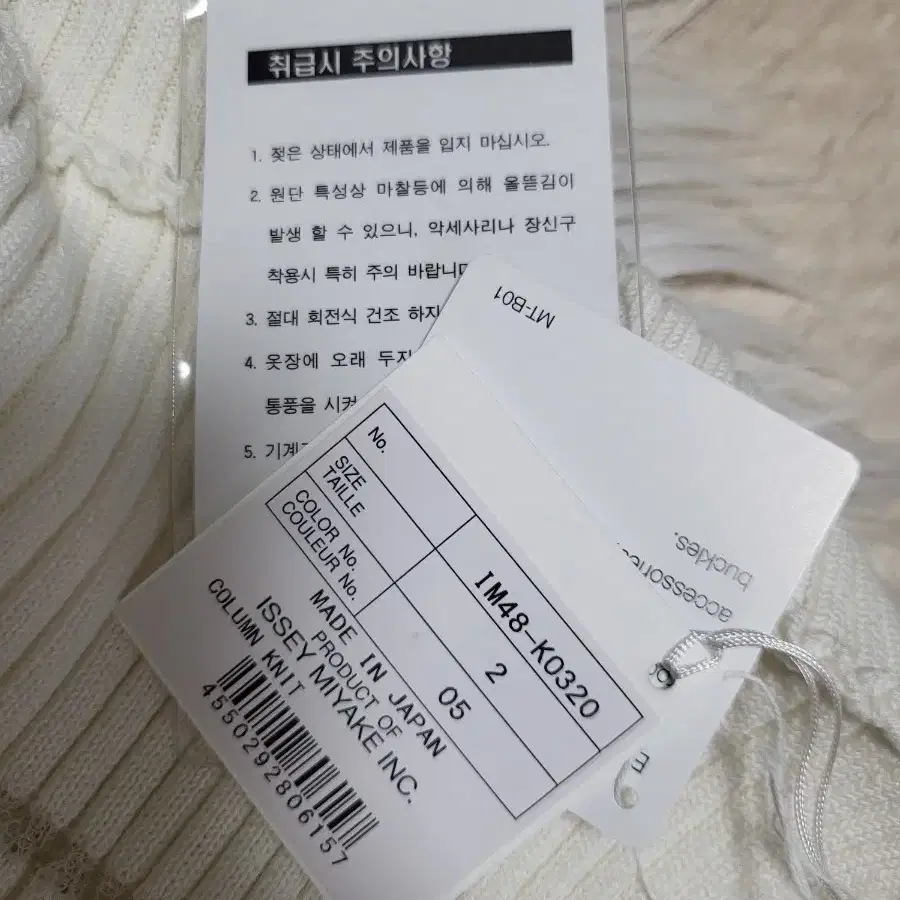 취급시 주의사항
1. 젖은 상태에서 제품을 입지 마십시오.
2. 원단 특성상 마찰등에 의해 올뜯김이
발생 할 수 있으니, 악세사리나 장신구
착용시 특히 주의 바랍니다
3. 절대 회전식 건조 하지
4. 옷장에 오래 두지
통풍을 시켜
5. 기계
MT-B01
buckles.
accessories
No. IM48-K0320
SIZE
TAILLE 2
COLOR No.
COULEUR No. 05
MADE IN JAPAN
PRODUCT OF
ISSEY MIYAKE INC.
COLUMN KNIT
4550292806157